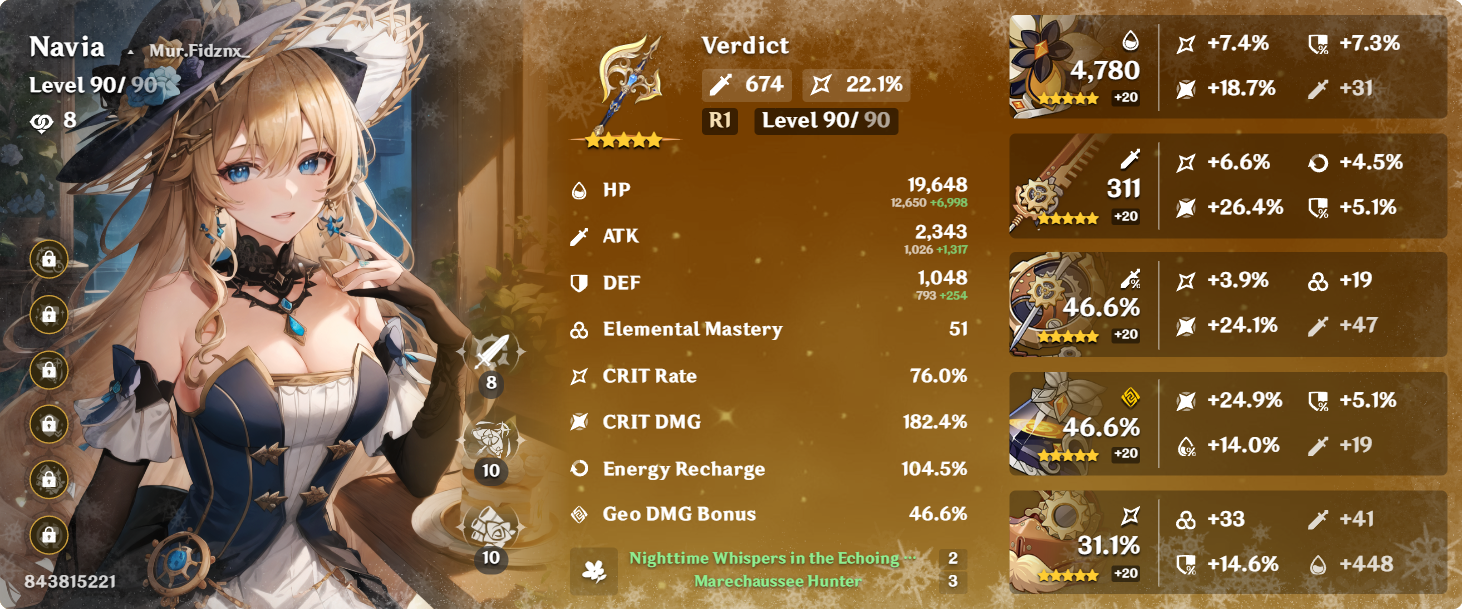 Navia • Mur.Fidznx_
Level 90/ 90
8
8
10
10
843815221
Verdict
674 22.1%
R1 Level 90/ 90
HP 19,648
12,650 +6,998
ATK 2,343
1,026 +1,317
DEF 1,048
793 +254
Elemental Mastery 51
CRIT Rate 76.0%
CRIT DMG 182.4%
Energy Recharge 104.5%
Geo DMG Bonus 46.6%
Nighttime Whispers in the Echoing ... 2
Marechaussee Hunter 3
4,780
+20
+7.4% +7.3%
+18.7% +31
311
+20
+6.6% +4.5%
+26.4% +5.1%
46.6%
+20
+3.9% +19
+24.1% +47
46.6%
+20
+24.9% +5.1%
+14.0% +19
31.1%
+20
+33 +41
+14.6% +448